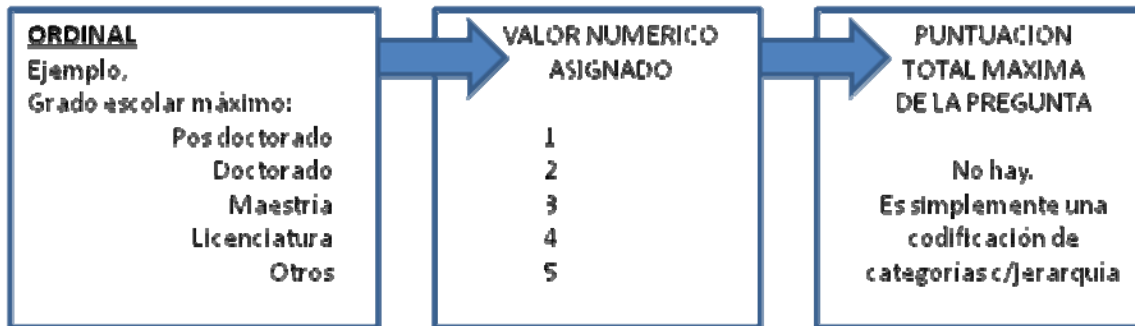 ORDINAL
Ejemplo,
Grado escolar máximo:
Pos doctorado
Doctorado
Maestria
Licenciatura
Otros
VALOR NUMERICO
ASIGNADO
1
2
3
4
5
PUNTUACION
TOTAL MAXIMA
DE LA PREGUNTA
No hay.
Es simplemente una
codificación de
categorias c/Jerarquia